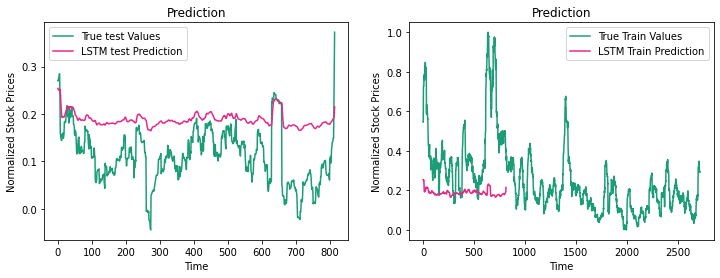 Prediction
True test Values
LSTM test Prediction
Normalized Stock Prices
0.3
0.2
0.1
0.0
0 100 200 300 400 500 600 700 800
Time
Prediction
True Train Values
LSTM Train Prediction
Normalized Stock Prices
1.0
0.8
0.6
0.4
0.2
0.0
0 500 1000 1500 2000 2500
Time